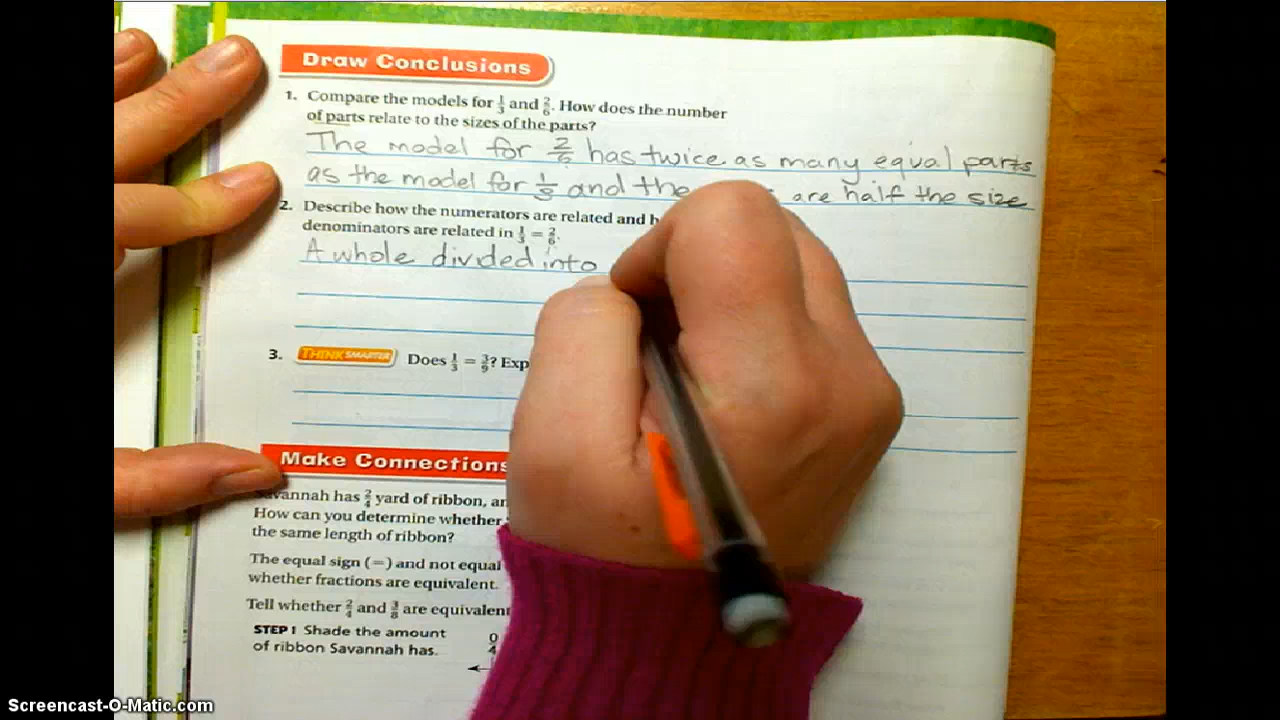 Draw Conclusions
1. Compare the models for 1/3 and 2/6. How does the number
of parts relate to the sizes of the parts?
The model for 2/6 has twice as many equal parts
as the model for 1/3 and the are half the size
2. Describe how the numerators are related and
denominators are related in 1/3 = 2/6.
A whole divided into
3. THINK SMARTER Does 1/3 = 3/9?
Make Connections
Savannah has 2/4 yard of ribbon,
How can you determine whether
the same length of ribbon?
The equal sign (=) and not equal
whether fractions are equivalent.
Tell whether 2/4 and 3/8 are equivalent
STEP 1 Shade the amount
of ribbon Savannah has.
0/4
Screencast-O-Matic.com